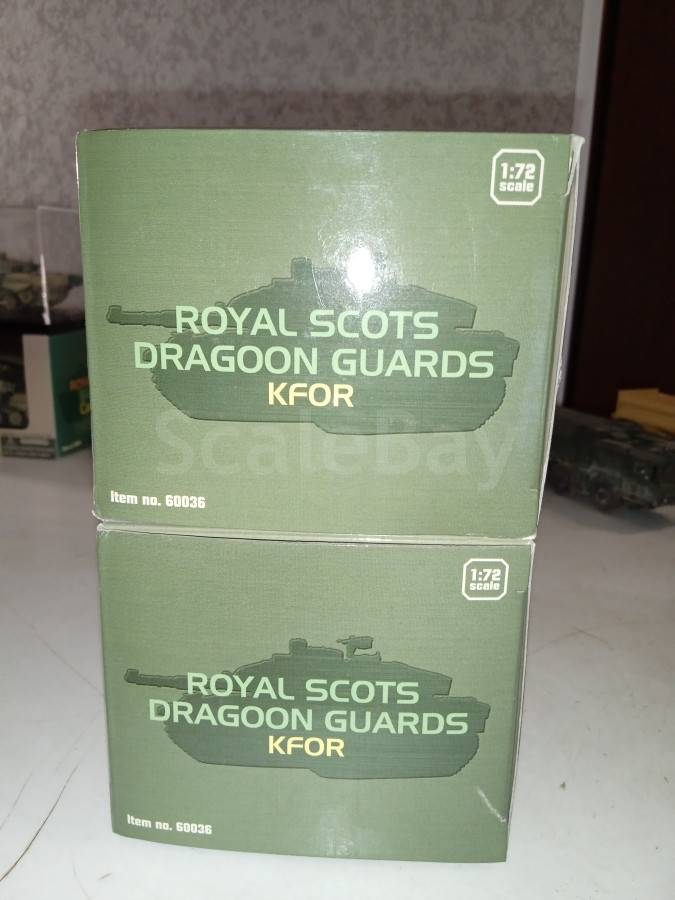 1:72
scale
ROYAL SCOTS
DRAGOON GUARDS
KFOR
ScaleBay
Item no. 60036
1:72
scale
ROYAL SCOTS
DRAGOON GUARDS
KFOR
Item no. 60036